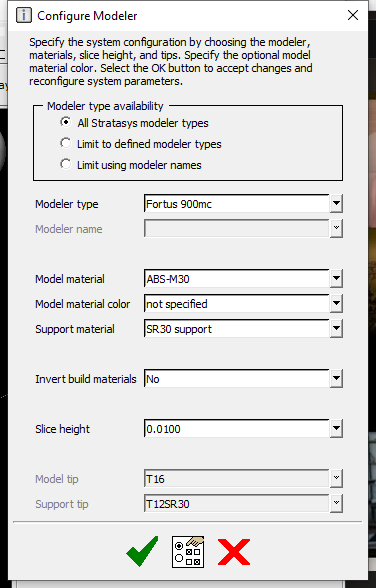 Configure Modeler
Specify the system configuration by choosing the modeler,
materials, slice height, and tips. Specify the optional model
material color. Select the OK button to accept changes and
reconfigure system parameters.
Modeler type availability
All Stratasys modeler types
Limit to defined modeler types
Limit using modeler names
Modeler type Fortus 900mc
Modeler name
Model material ABS-M30
Model material color not specified
Support material SR30 support
Invert build materials No
Slice height 0.0100
Model tip T16
Support tip T12SR30